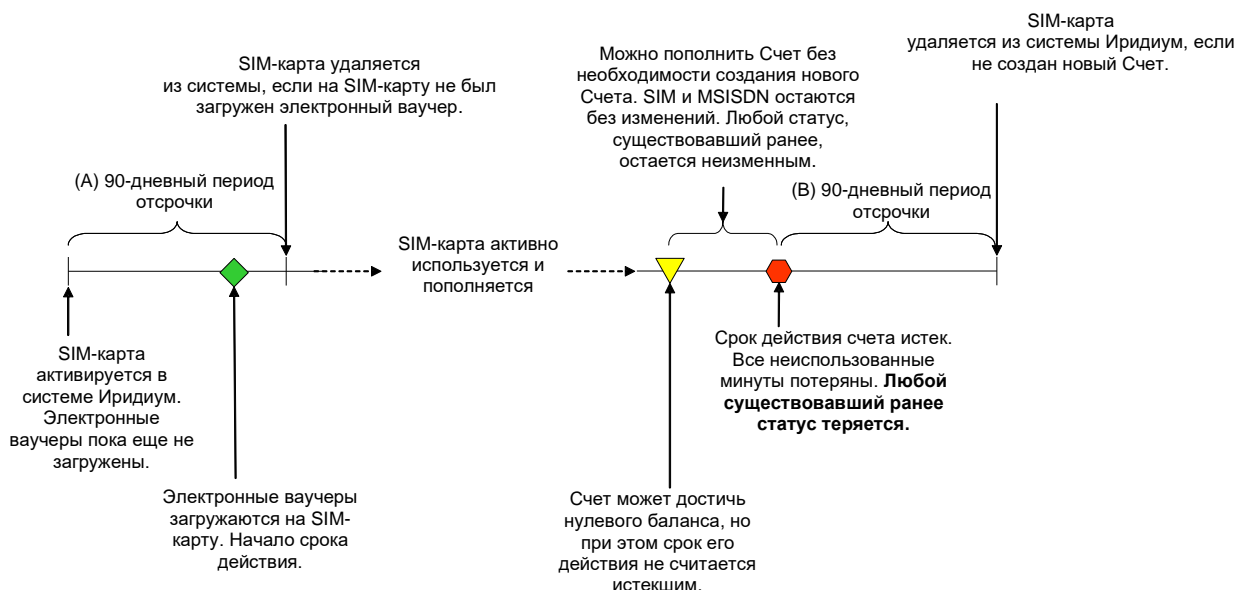 SIM-карта
удаляется из системы Иридиум, если
не создан новый Счет.
Можно пополнить Счет без
необходимости создания нового
Счета. SIM и MSISDN остаются
без изменений. Любой статус,
существовавший ранее,
остается неизменным.
SIM-карта удаляется
из системы, если на SIM-карту не был
загружен электронный ваучер.
(A) 90-дневный период
отсрочки
(B) 90-дневный период
отсрочки
SIM-карта активно
используется и
пополняется
SIM-карта
активируется в
системе Иридиум.
Электронные
ваучеры пока еще не
загружены.
Срок действия счета истек.
Все неиспользованные
минуты потеряны. Любой
существовавший ранее
статус теряется.
Электронные ваучеры
загружаются на SIM-
карту. Начало срока
действия.
Счет может достичь
нулевого баланса, но
при этом срок его
действия не считается
истекшим.